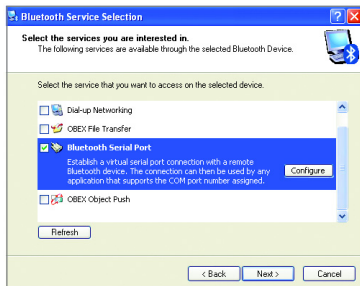 Bluetooth Service Selection
Select the services you are interested in.
The following services are available through the selected Bluetooth Device.
Select the service that you want to access on the selected device.
Dial-up Networking
OBEX File Transfer
Bluetooth Serial Port
Establish a virtual serial port connection with a remote
Bluetooth device. The connection can then be used by any
application that supports the COM port number assigned.
Configure
OBEX Object Push
Refresh
< Back
Next >
Cancel